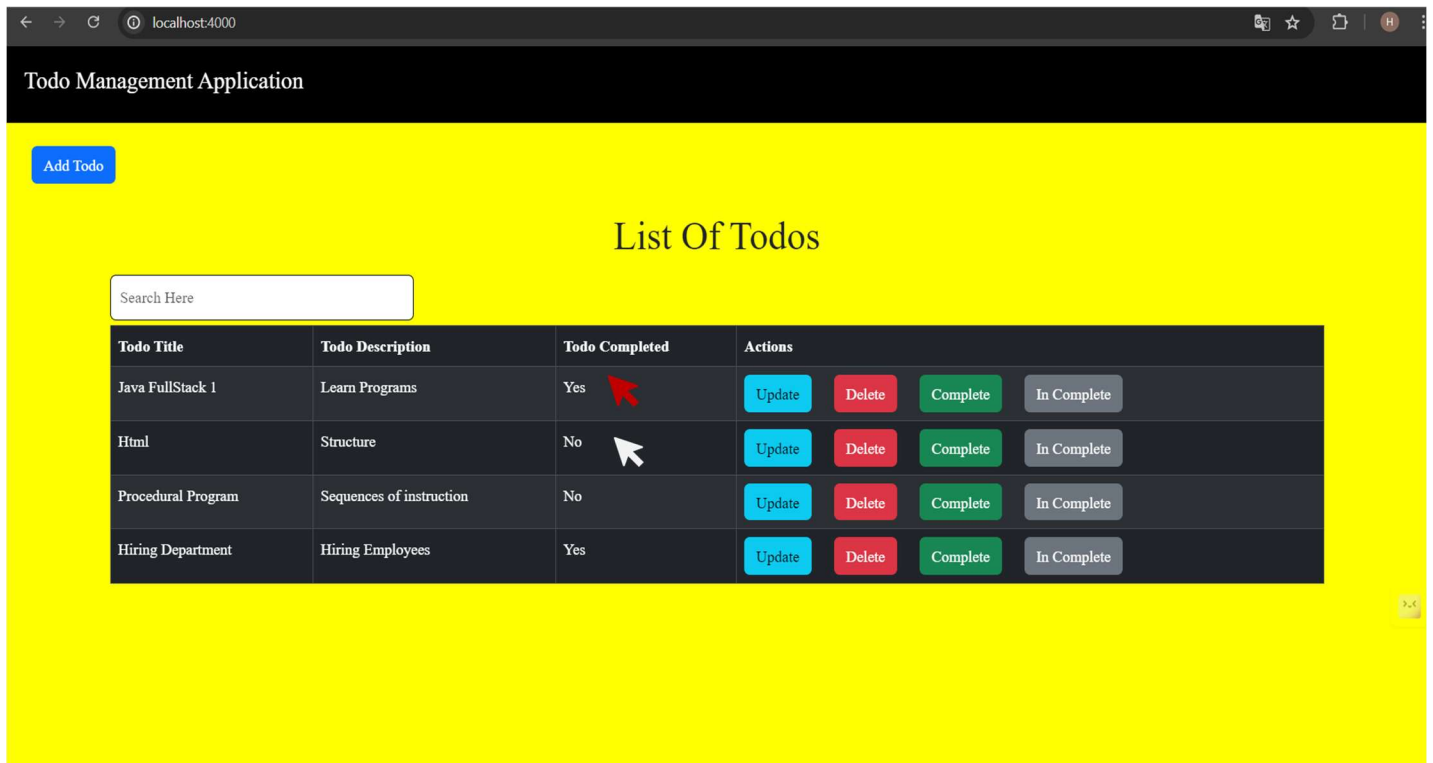 localhost:4000
H
Todo Management Application
Add Todo
List Of Todos
Search Here
Todo Title Todo Description Todo Completed Actions
Java FullStack 1 Learn Programs Yes Update Delete Complete In Complete
Html Structure No Update Delete Complete In Complete
Procedural Program Sequences of instruction No Update Delete Complete In Complete
Hiring Department Hiring Employees Yes Update Delete Complete In Complete